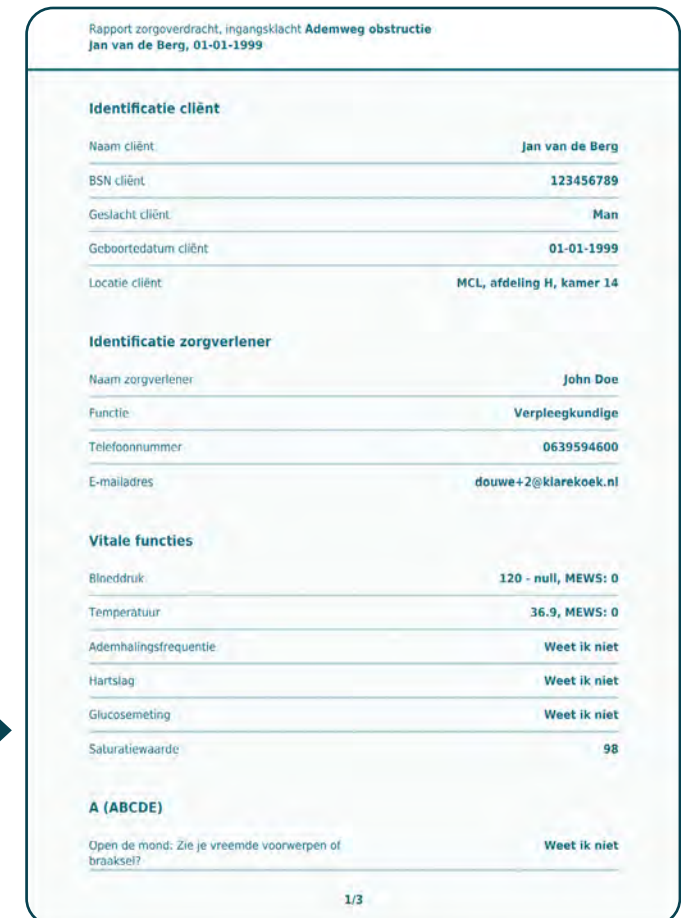 Rapport zorgoverdracht, ingangsklacht Ademweg obstructie
Jan van de Berg, 01-01-1999
Identificatie cliënt
Naam cliënt Jan van de Berg
BSN cliënt 123456789
Geslacht cliënt Man
Geboortedatum cliënt 01-01-1999
Locatie cliënt MCL, afdeling H, kamer 14
Identificatie zorgverlener
Naam zorgverlener John Doe
Functie Verpleegkundige
Telefoonnummer 0639594600
E-mailadres douwe+2@klarekoek.nl
Vitale functies
Bloeddruk 120 - null, MEWS: 0
Temperatuur 36.9, MEWS: 0
Ademhalingsfrequentie Weet ik niet
Hartslag Weet ik niet
Glucosemeting Weet ik niet
Saturatiewaarde 98
A (ABCDE)
Open de mond: Zie je vreemde voorwerpen of Weet ik niet
braaksel?
1/3